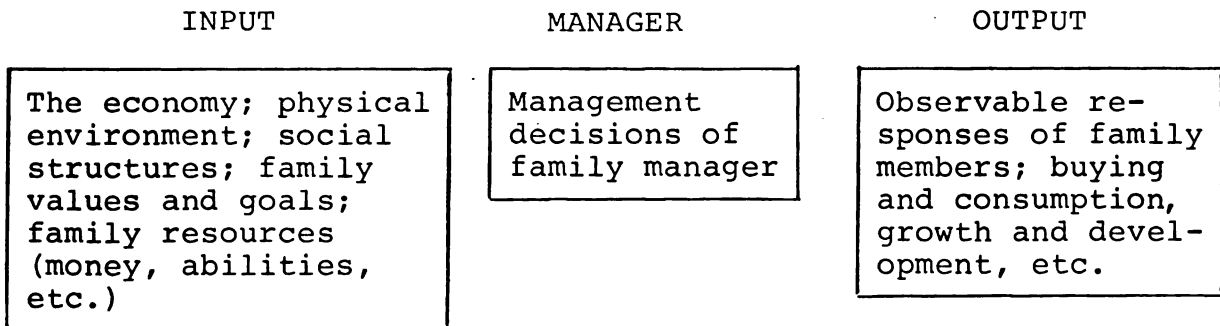 INPUT
The economy; physical
environment; social
structures; family
values and goals;
family resources
(money, abilities,
etc.)
MANAGER
Management
decisions of
family manager
OUTPUT
Observable re-
sponses of family
members; buying
and consumption,
growth and devel-
opment, etc.